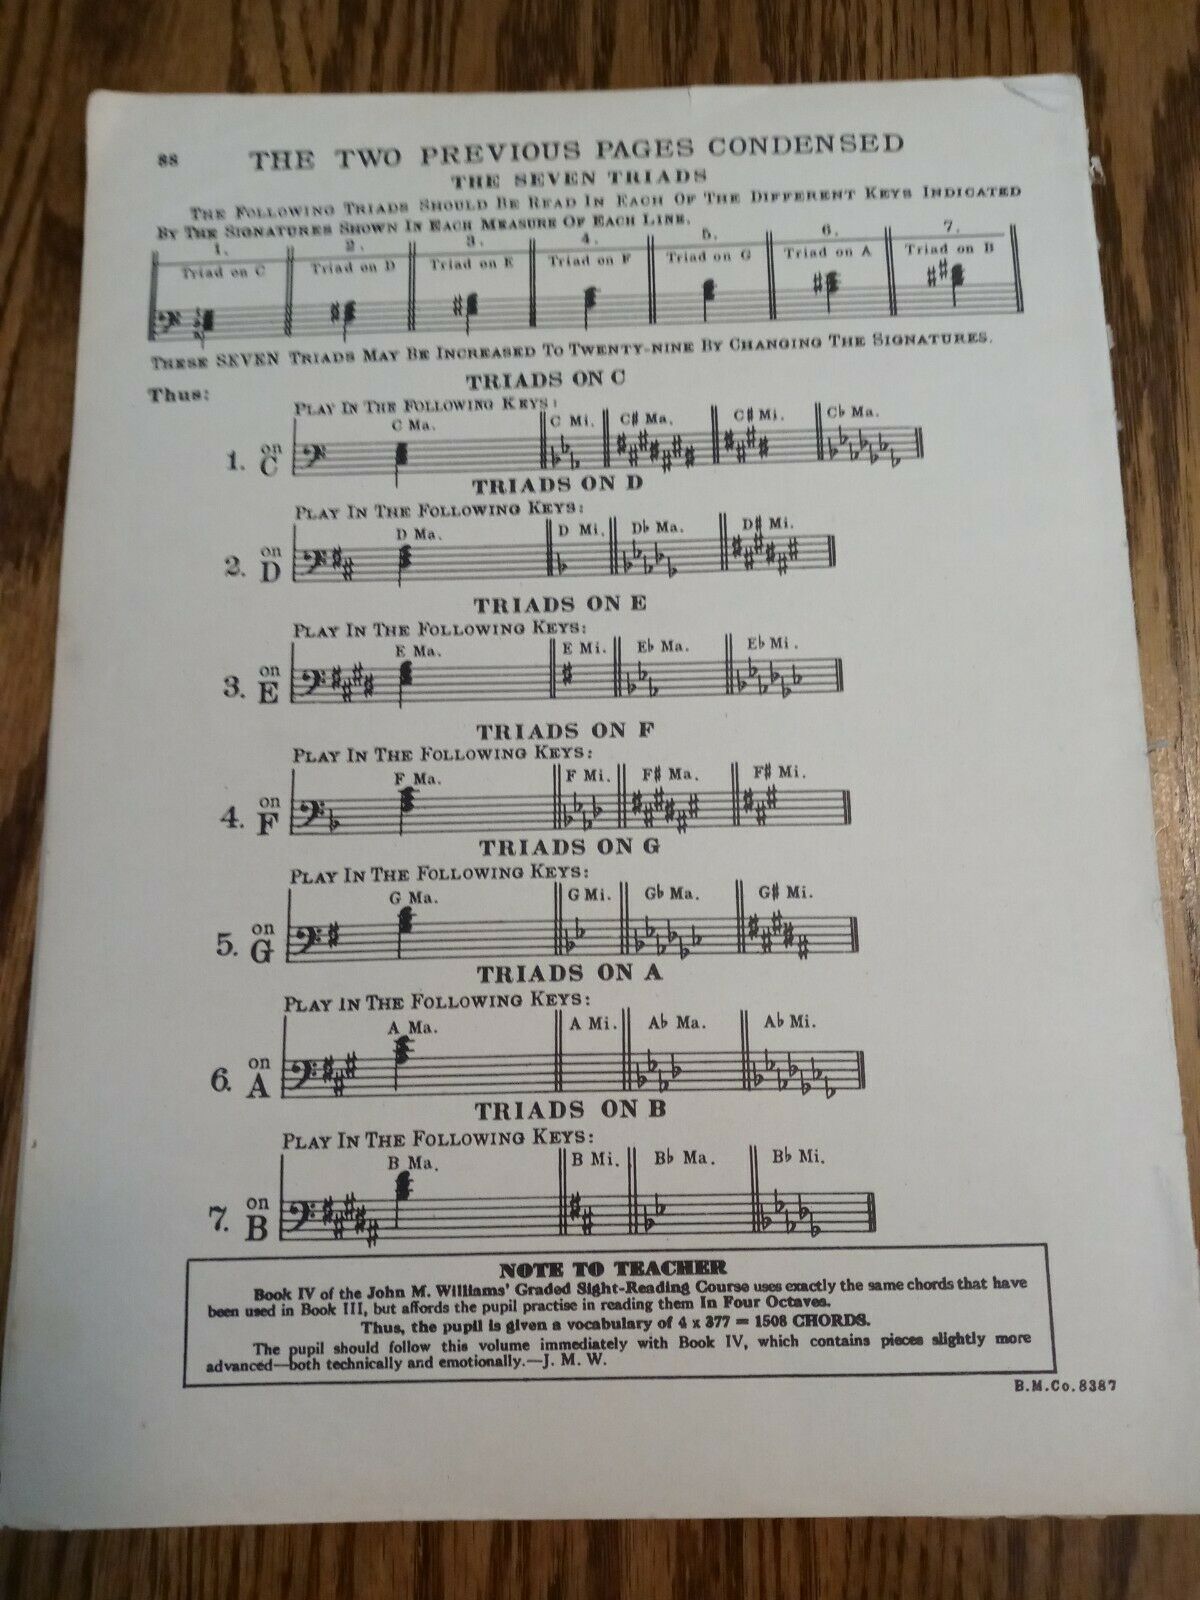 88
THE TWO PREVIOUS PAGES CONDENSED
THE SEVEN TRIADS
THE FOLLOWING TRIADS SHOULD BE READ IN EACH OF THE DIFFERENT KEYS INDICATED
BY THE SIGNATURES SHOWN IN EACH MEASURE OF EACH LINE.
1. 2. 3. 4. 5. 6. 7.
Triad on C Triad on D Triad on E Triad on F Triad on G Triad on A Triad on B
THESE SEVEN TRIADS MAY BE INCREASED TO TWENTY-NINE BY CHANGING THE SIGNATURES.
Thus:
TRIADS ON C
PLAY IN THE FOLLOWING KEYS:
C Ma. C Mi. C♯ Ma. C♯ Mi. C♭ Ma.
1. on C
TRIADS ON D
PLAY IN THE FOLLOWING KEYS:
D Ma. D Mi. D♭ Ma. D♯ Mi.
2. on D
TRIADS ON E
PLAY IN THE FOLLOWING KEYS:
E Ma. E Mi. E♭ Ma. E♭ Mi.
3. on E
TRIADS ON F
PLAY IN THE FOLLOWING KEYS:
F Ma. F Mi. F♯ Ma. F♯ Mi.
4. on F
TRIADS ON G
PLAY IN THE FOLLOWING KEYS:
G Ma. G Mi. G♭ Ma. G♯ Mi.
5. on G
TRIADS ON A
PLAY IN THE FOLLOWING KEYS:
A Ma. A Mi. A♭ Ma. A♭ Mi.
6. on A
TRIADS ON B
PLAY IN THE FOLLOWING KEYS:
B Ma. B Mi. B♭ Ma. B♭ Mi.
7. on B
NOTE TO TEACHER
Book IV of the John M. Williams' Graded Sight-Reading Course uses exactly the same chords that have
been used in Book III, but affords the pupil practise in reading them In Four Octaves.
Thus, the pupil is given a vocabulary of 4 x 377 = 1508 CHORDS.
The pupil should follow this volume immediately with Book IV, which contains pieces slightly more
advanced—both technically and emotionally.—J. M. W.
B.M.Co.8387